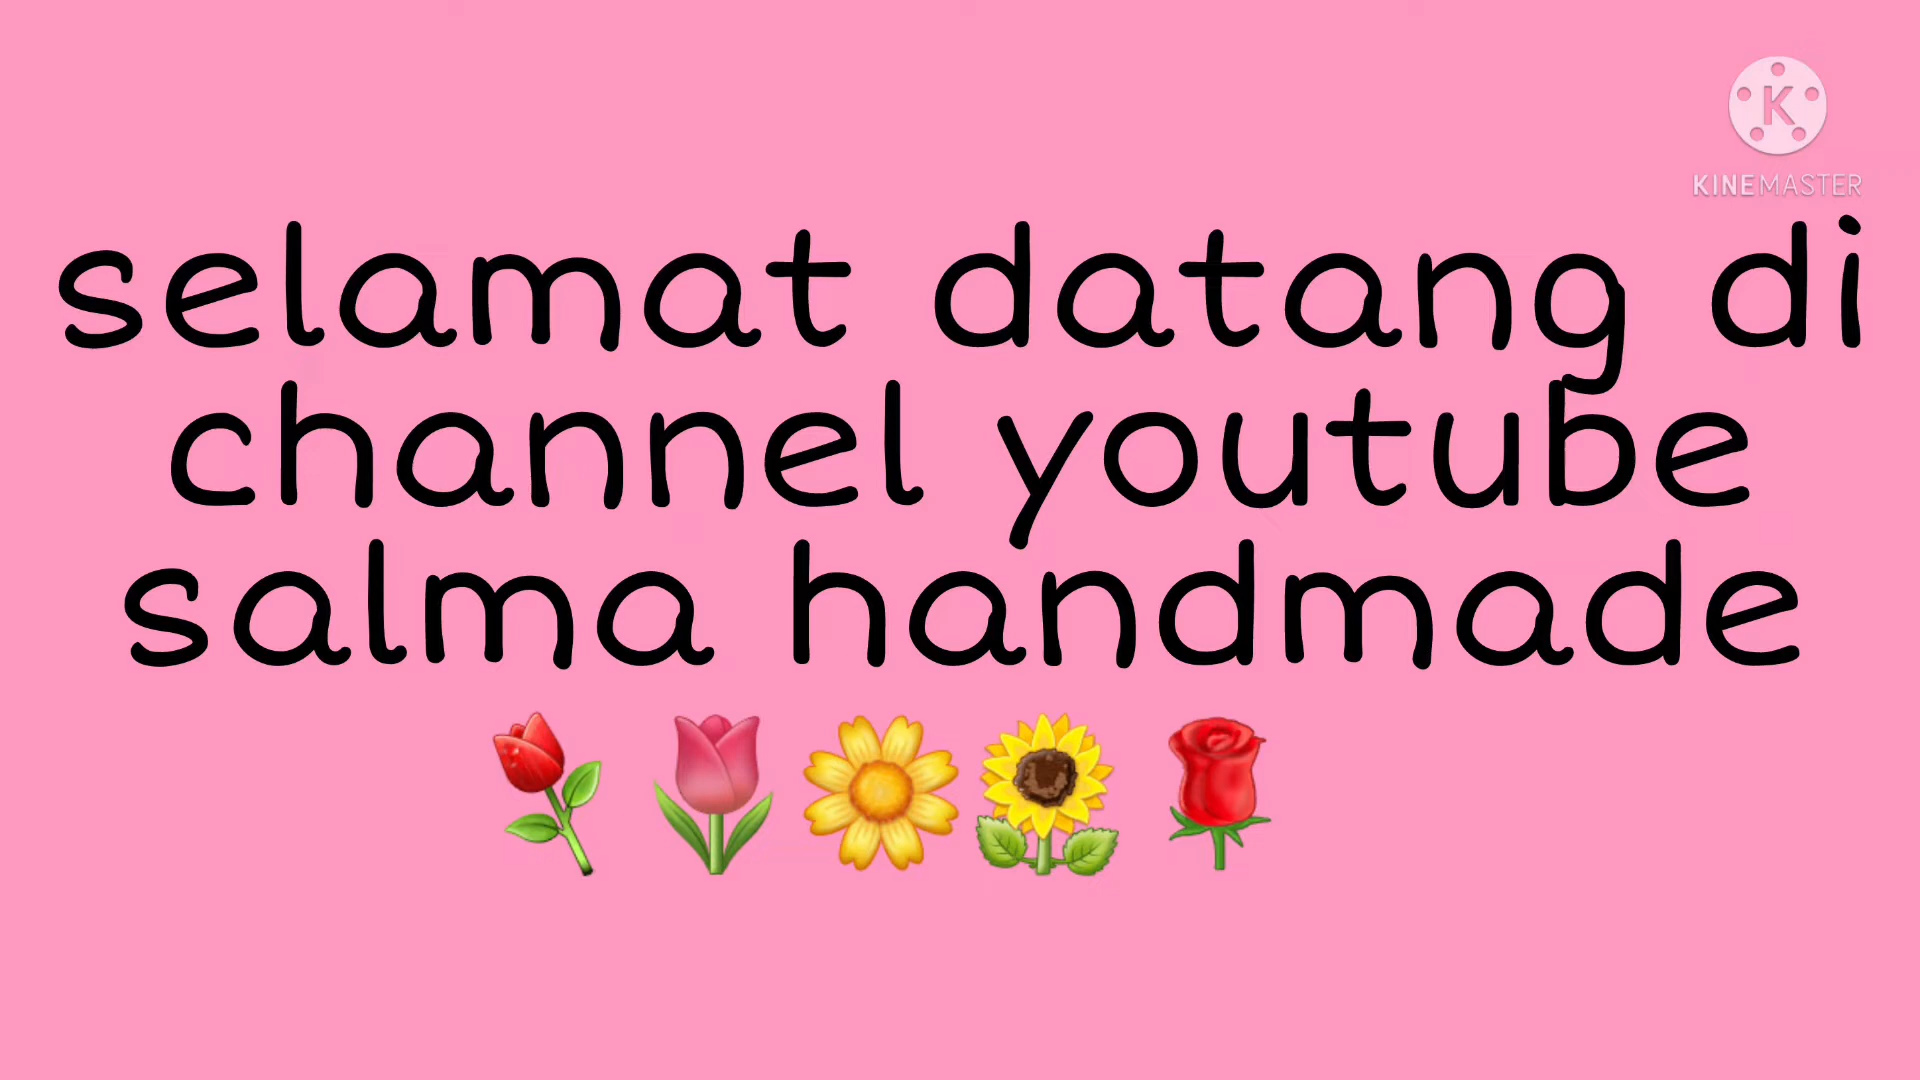 K
KINEMASTER
selamat datang di
channel youtube
salma handmade